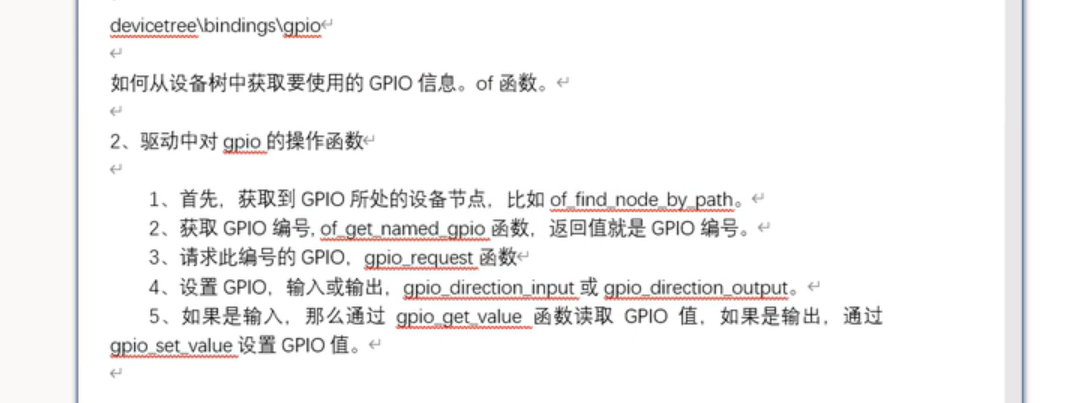 devicetree\bindings\gpio
如何从设备树中获取要使用的 GPIO 信息。of 函数。
2、驱动中对 gpio 的操作函数
1、首先，获取到 GPIO 所处的设备节点，比如 of_find_node_by_path。
2、获取 GPIO 编号, of_get_named_gpio 函数，返回值就是 GPIO 编号。
3、请求此编号的 GPIO，gpio_request 函数
4、设置 GPIO，输入或输出，gpio_direction_input 或 gpio_direction_output。
5、如果是输入，那么通过 gpio_get_value 函数读取 GPIO 值，如果是输出，通过
gpio_set_value 设置 GPIO 值。